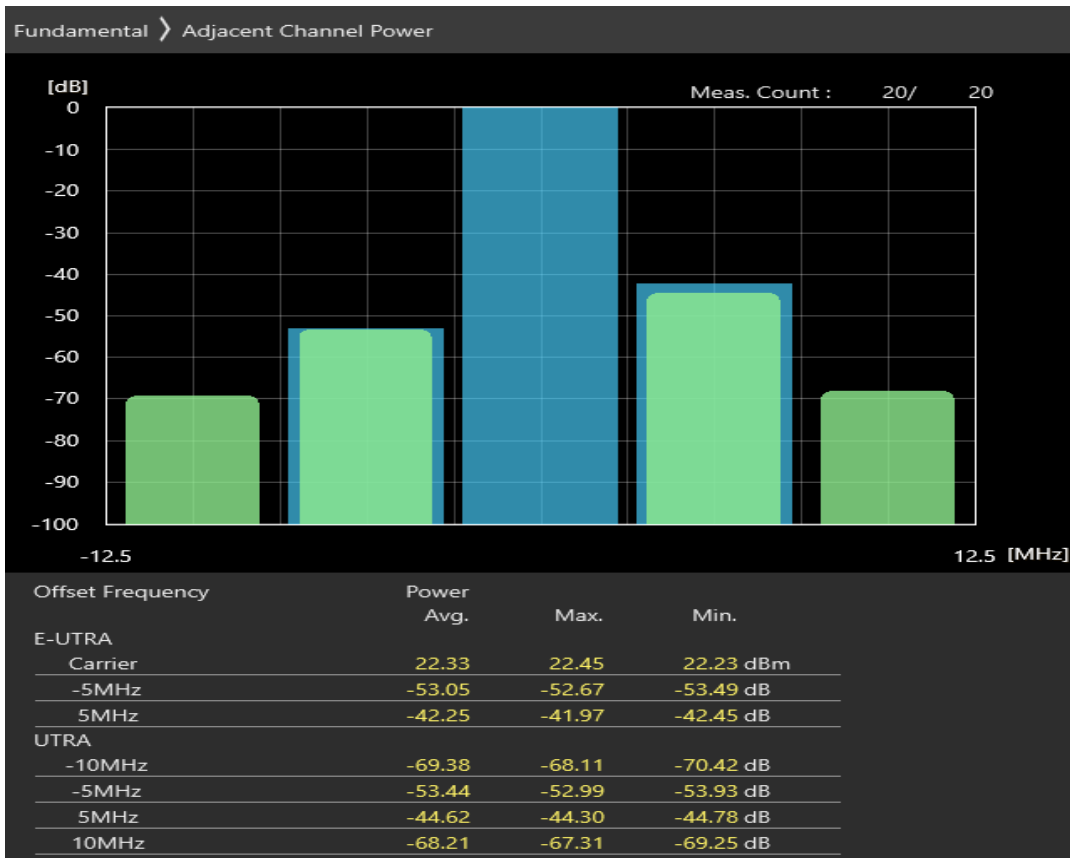 Fundamental 〉 Adjacent Channel Power
[dB]
Meas. Count : 20/ 20
0
-10
-20
-30
-40
-50
-60
-70
-80
-90
-100
-12.5 12.5 [MHz]
Offset Frequency Power
Avg. Max. Min.
E-UTRA
Carrier 22.33 22.45 22.23 dBm
-5MHz -53.05 -52.67 -53.49 dB
5MHz -42.25 -41.97 -42.45 dB
UTRA
-10MHz -69.38 -68.11 -70.42 dB
-5MHz -53.44 -52.99 -53.93 dB
5MHz -44.62 -44.30 -44.78 dB
10MHz -68.21 -67.31 -69.25 dB